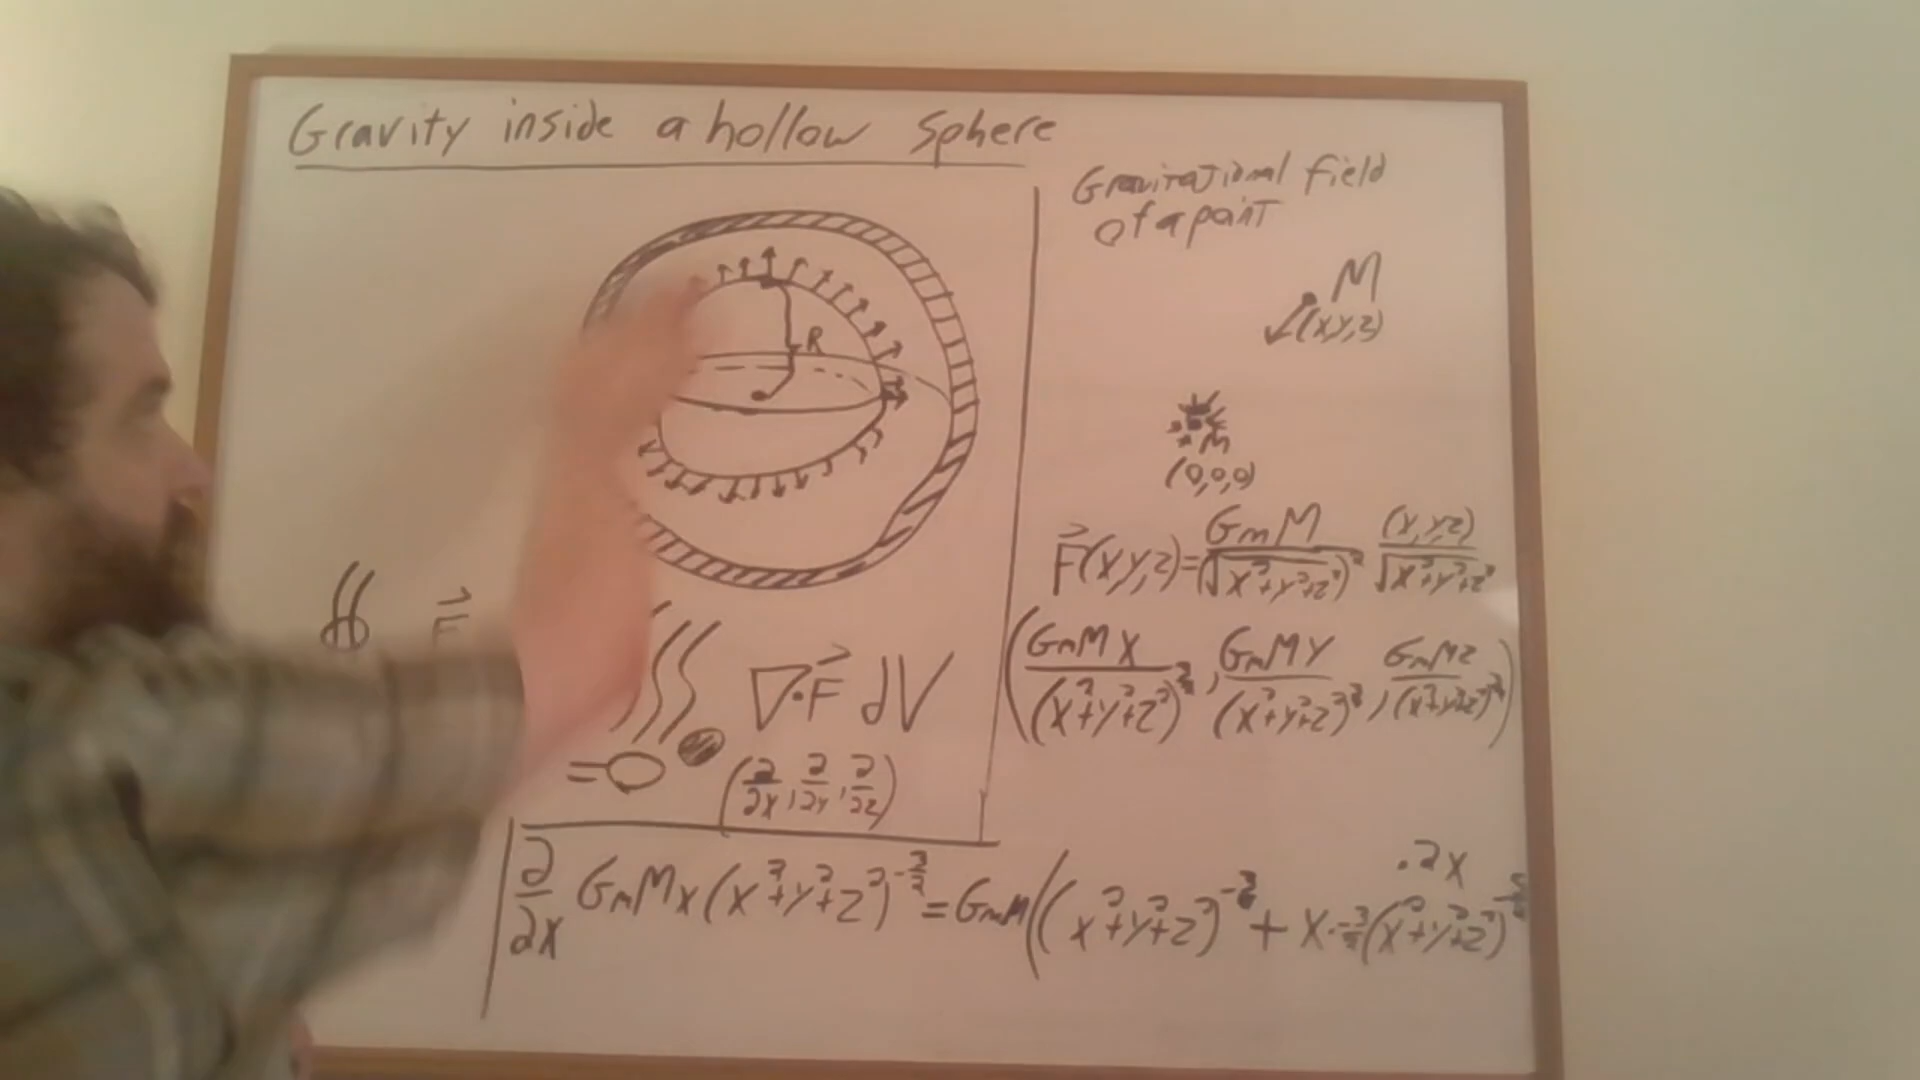 Gravity inside a hollow sphere
R
F⃗
∇·F⃗ dV
(∂/∂x, ∂/∂y, ∂/∂z)
Gravitational field
of a point
M
(x,y,z)
m
(0,0,0)
F⃗(x,y,z) = GmM/(√(x²+y²+z²))² (x,y,z)/√(x²+y²+z²)
(GmMx/(x²+y²+z²)^(3/2), GmMy/(x²+y²+z²)^(3/2), GmMz/(x²+y²+z²)^(3/2))
∂/∂x GmMx(x²+y²+z²)^(-3/2) = GmM((x²+y²+z²)^(-3/2) + x·-3/2(x²+y²+z²)^(-5/2)
·2x